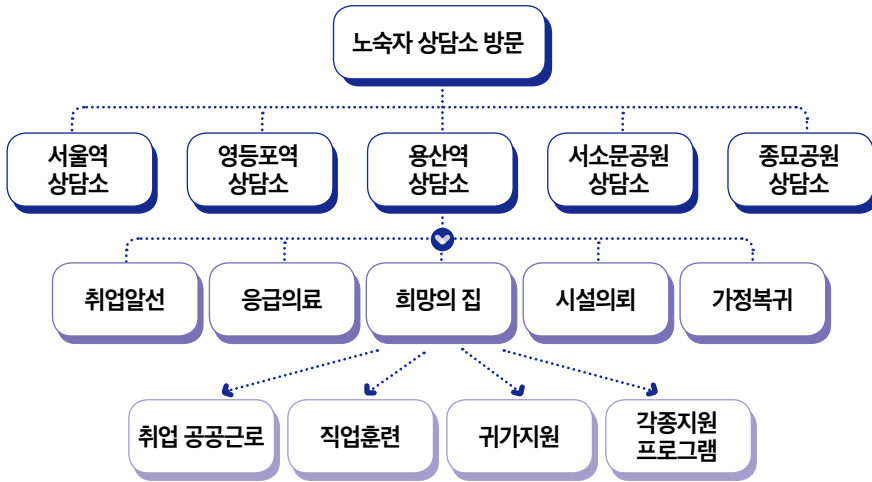 노숙자 상담소 방문
서울역
상담소
영등포역
상담소
용산역
상담소
서소문공원
상담소
종묘공원
상담소
취업알선
응급의료
희망의 집
시설의뢰
가정복귀
취업 공공근로
직업훈련
귀가지원
각종지원
프로그램